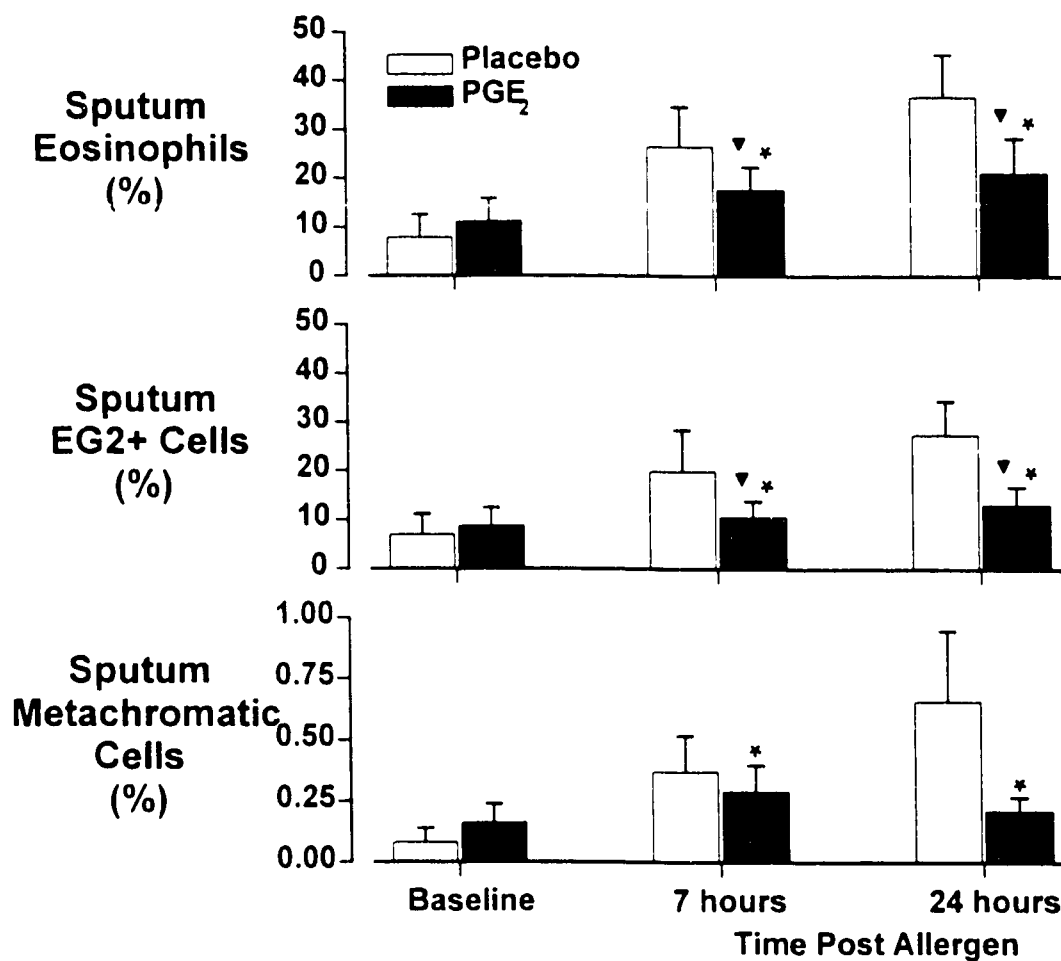 50
40
30
20
10
0
Sputum
Eosinophils
(%)
Placebo
PGE2
▼ *
▼ *
50
40
30
20
10
0
Sputum
EG2+ Cells
(%)
▼ *
▼ *
1.00
0.75
0.50
0.25
0.00
Sputum
Metachromatic
Cells
(%)
*
*
Baseline 7 hours 24 hours
Time Post Allergen